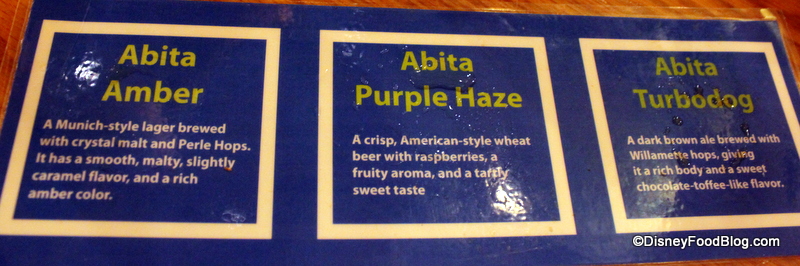 Abita
Amber
A Munich-style lager brewed
with crystal malt and Perle Hops.
It has a smooth, malty, slightly
caramel flavor, and a rich
amber color.
Abita
Purple Haze
A crisp, American-style wheat
beer with raspberries, a
fruity aroma, and a tartly
sweet taste
Abita
Turbodog
A dark brown ale brewed with
Willamette hops, giving
it a rich body and a sweet
chocolate-toffee-like flavor.
©DisneyFoodBlog.com